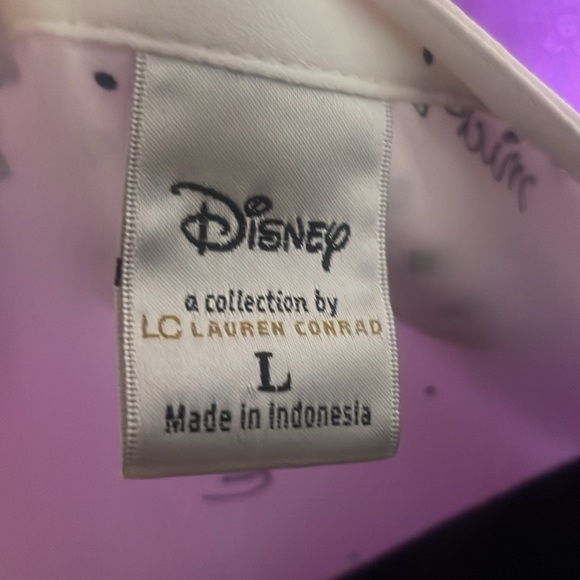 Disney
a collection by
LC LAUREN CONRAD
L
Made in Indonesia